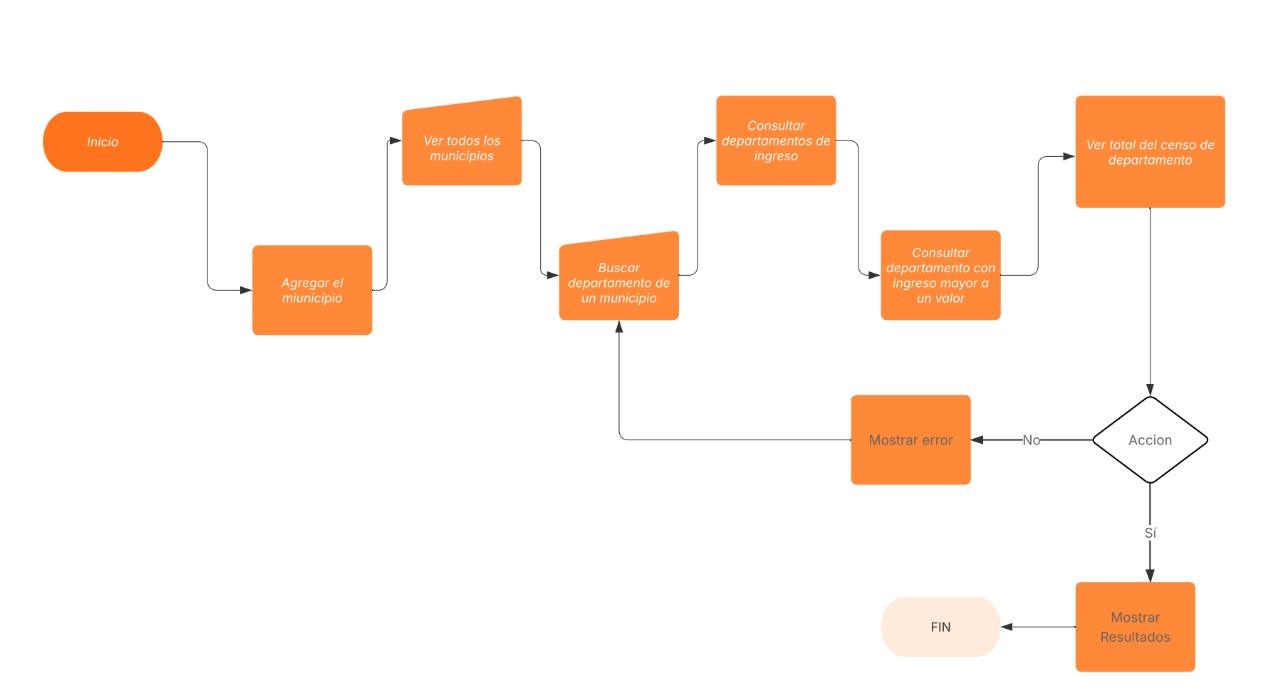 Inicio
Agregar el
miunicipio
Ver todos los
municipios
Buscar
departamento de
un municipio
Consultar
departamentos de
ingreso
Consultar
departamento con
ingreso mayor a
un valor
Ver total del censo de
departamento
Accion
No
Mostrar error
Sí
Mostrar
Resultados
FIN